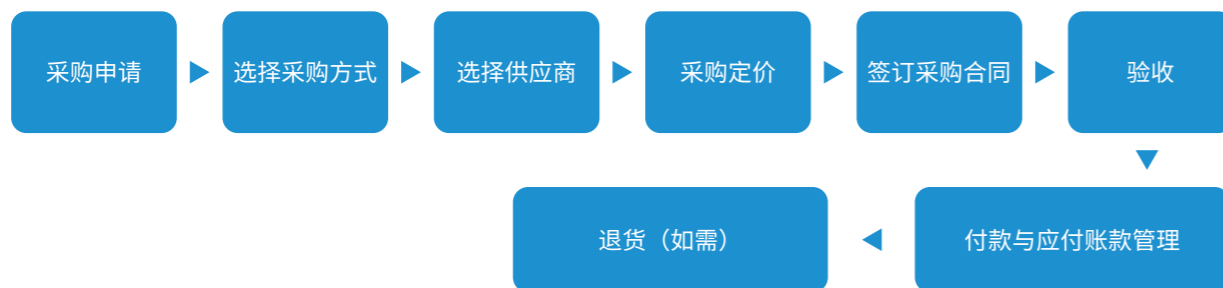 采购申请
选择采购方式
选择供应商
采购定价
签订采购合同
验收
付款与应付账款管理
退货（如需）